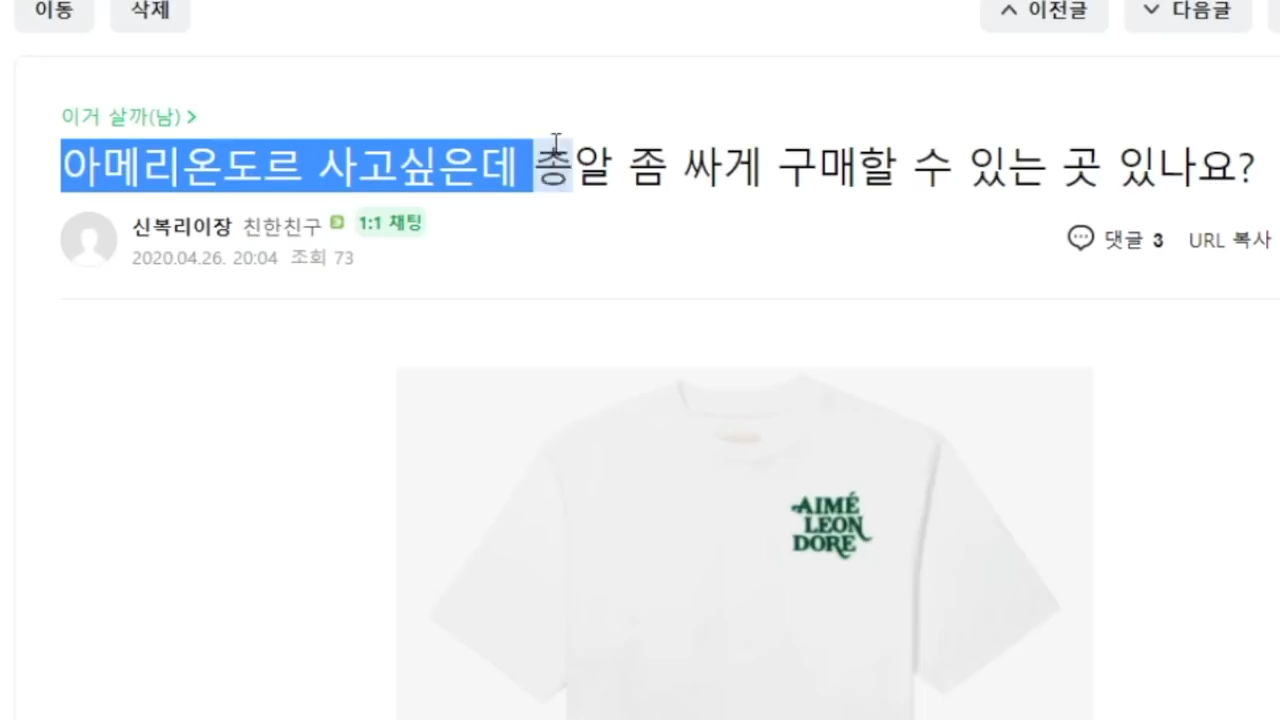 이동
삭제
이전글
다음글
이거 살까(남) >
아메리온도르 사고싶은데 총알 좀 싸게 구매할 수 있는 곳 있나요?
신복리이장 친한친구 1:1 채팅
2020.04.26. 20:04 조회 73
댓글 3 URL 복사
AIMÉ
LEON
DORE